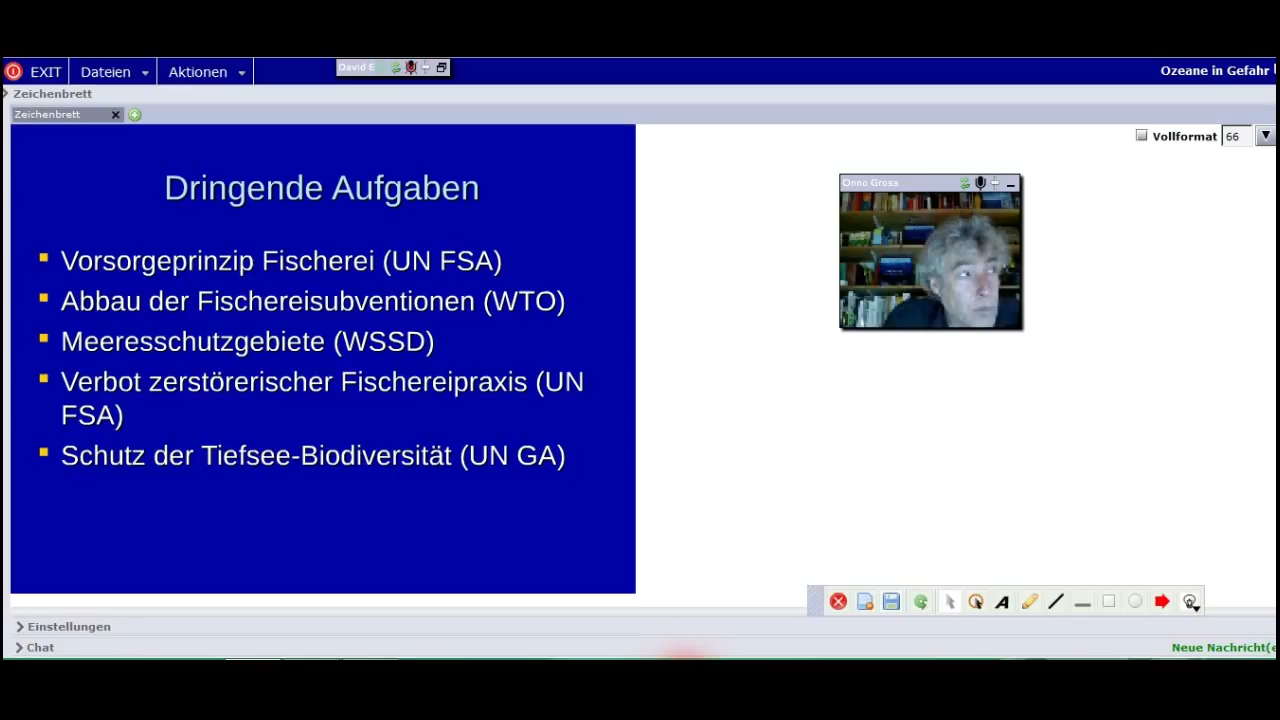 EXIT
Dateien
Aktionen
David E
Ozeane in Gefahr
Zeichenbrett
Zeichenbrett
Vollformat 66
Dringende Aufgaben
Onno Gross
Vorsorgeprinzip Fischerei (UN FSA)
Abbau der Fischereisubventionen (WTO)
Meeresschutzgebiete (WSSD)
Verbot zerstörerischer Fischereipraxis (UN
FSA)
Schutz der Tiefsee-Biodiversität (UN GA)
A
Einstellungen
Chat
Neue Nachricht(e